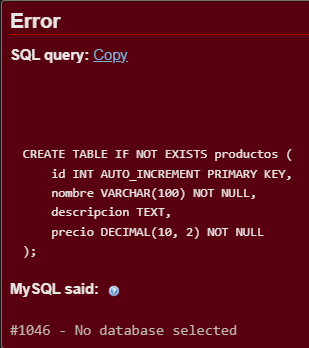 Error
SQL query: Copy
CREATE TABLE IF NOT EXISTS productos (
    id INT AUTO_INCREMENT PRIMARY KEY,
    nombre VARCHAR(100) NOT NULL,
    descripcion TEXT,
    precio DECIMAL(10, 2) NOT NULL
);
MySQL said:
#1046 - No database selected